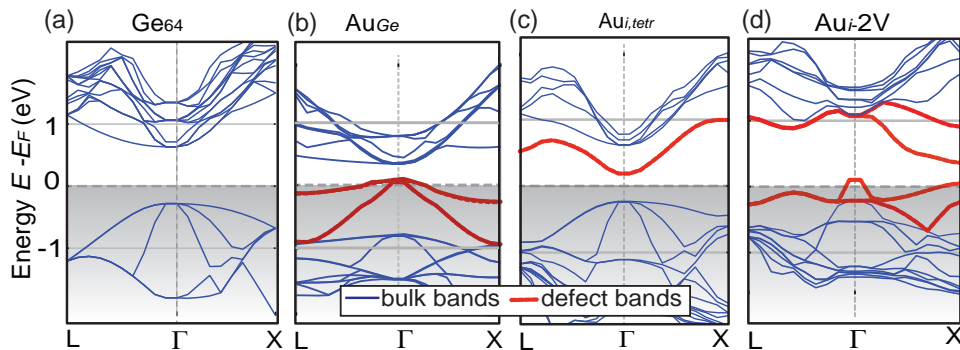 (a) Ge64 (b) AuGe (c) Aui,tetr (d) Aui-2V
Energy E -EF (eV)
1
0
-1
bulk bands defect bands
L Γ X L Γ X L Γ X L Γ X